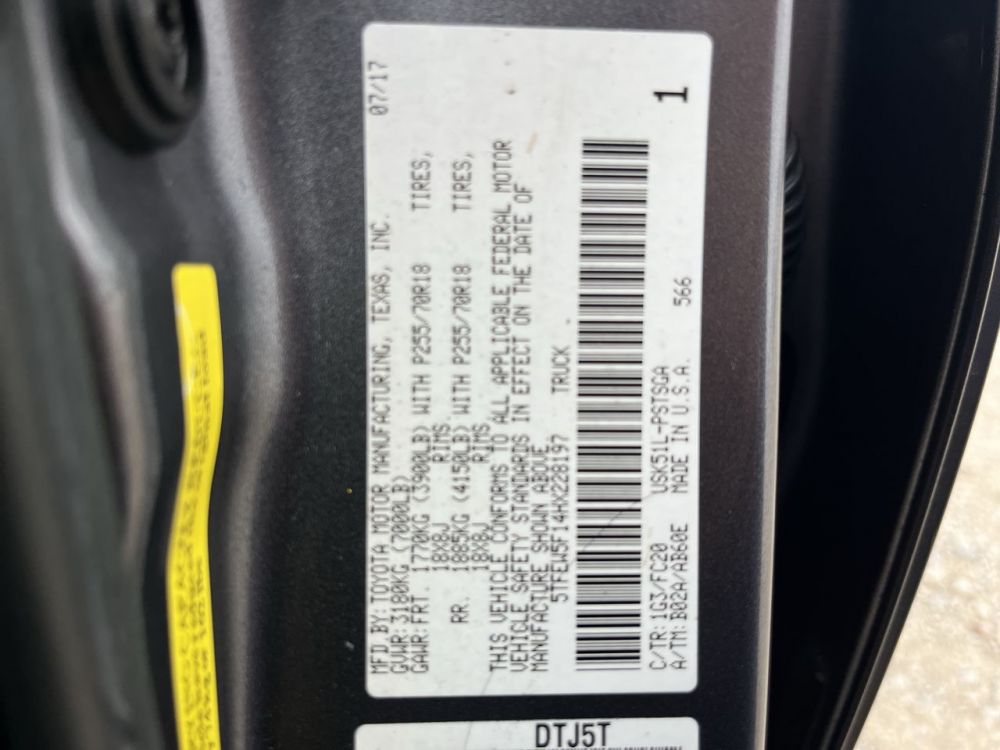 MFD BY: TOYOTA MOTOR MANUFACTURING, TEXAS, INC. 07/17
GVWR: 3180KG (7000LB)
GAWR: FRT. 1770KG (3900LB) WITH P255/70R18 TIRES,
18X8J RIMS
RR. 1885KG (4150LB) WITH P255/70R18 TIRES,
18X8J RIMS
THIS VEHICLE CONFORMS TO ALL APPLICABLE FEDERAL MOTOR
VEHICLE SAFETY STANDARDS IN EFFECT ON THE DATE OF
MANUFACTURE SHOWN ABOVE
5TFEW5F14HX228197 TRUCK
C/TR: 1G3/FC20 USK51L-PSTSGA 566
A/TM: B02A/AB60E MADE IN U.S.A.
1
DTJ5T